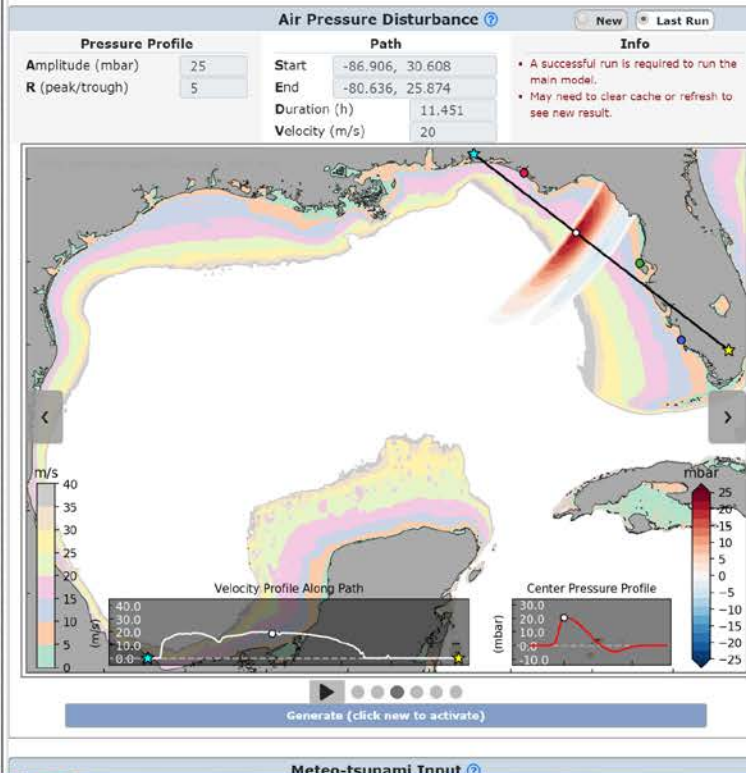 Air Pressure Disturbance ?
New
Last Run
Pressure Profile
Amplitude (mbar) 25
R (peak/trough) 5
Path
Start -86.906, 30.608
End -80.636, 25.874
Duration (h) 11.451
Velocity (m/s) 20
Info
• A successful run is required to run the
main model.
• May need to clear cache or refresh to
see new result.
‹
›
m/s
40
35
30
25
20
15
10
5
0
Velocity Profile Along Path
(m/s)
40.0
30.0
20.0
10.0
0.0
Center Pressure Profile
(mbar)
30.0
20.0
10.0
0.0
-10.0
mbar
25
20
15
10
5
0
−5
−10
−15
−20
−25
Generate (click new to activate)
Meteo-tsunami Input ?